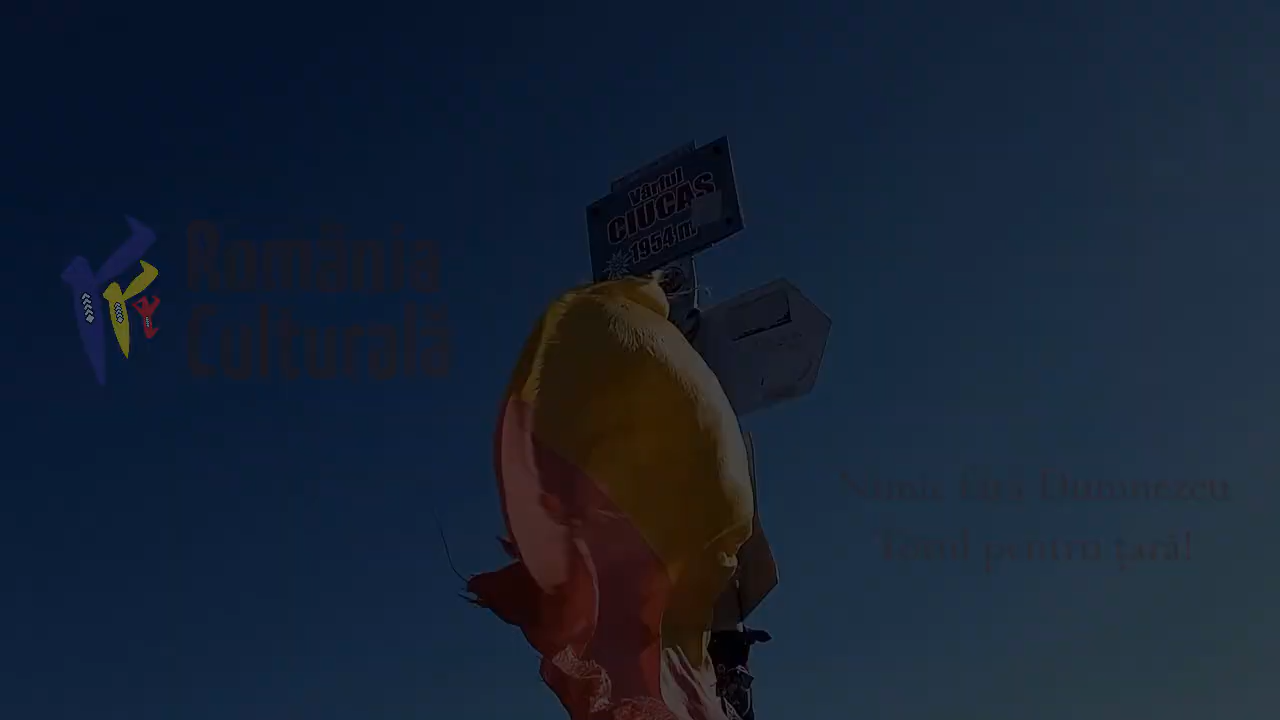 România
Culturală
Vârful
CIUCAȘ
1954 m.
Nimic fără Dumnezeu
Totul pentru țară!